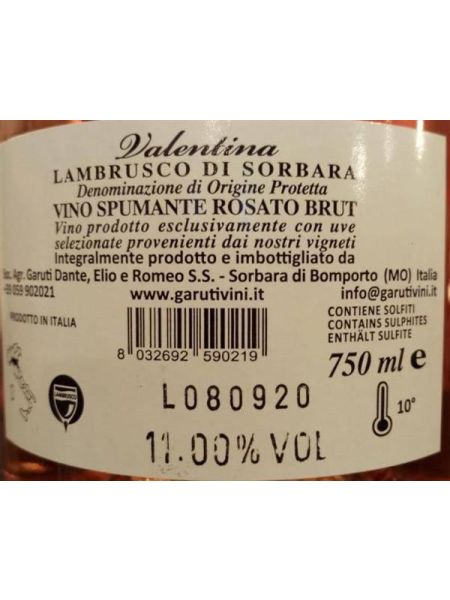 Valentina
LAMBRUSCO DI SORBARA
Denominazione di Origine Protetta
VINO SPUMANTE ROSATO BRUT
Vino prodotto esclusivamente con uve
selezionate provenienti dai nostri vigneti
Integralmente prodotto e imbottigliato da
Soc. Agr. Garuti Dante, Elio e Romeo S.S. - Sorbara di Bomporto (MO) Italia
+39 059 902021
www.garutivini.it
info@garutivini.it
PRODOTTO IN ITALIA
CONTIENE SOLFITI
CONTAINS SULPHITES
ENTHÄLT SULFITE
8 032692 590219
750 ml e
L080920
LAMBRUSCO
10°
11.00% VOL